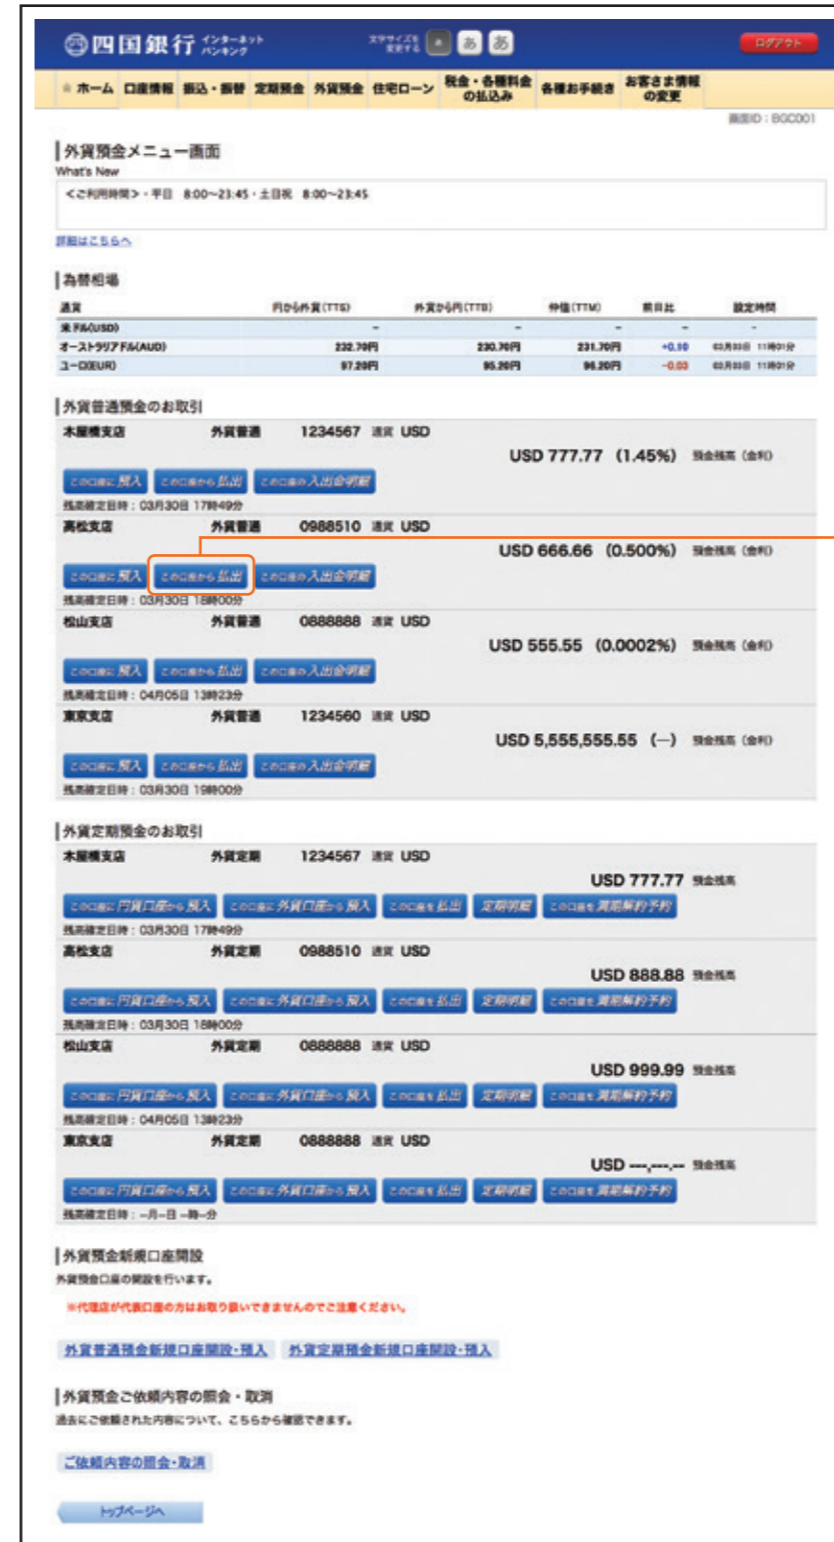 四国銀行 インターネットバンキング 文字サイズを変更する あ あ あ ログアウト
ホーム 口座情報 振込・振替 定期預金 外貨預金 住宅ローン 税金・各種料金の払込み 各種お手続き お客さま情報の変更
画面ID:BGC001
外貨預金メニュー画面
What's New
<ご利用時間>・平日 8:00~23:45・土日祝 8:00~23:45
詳細はこちらへ
為替相場
通貨 円から外貨(TTS) 外貨から円(TTB) 仲値(TTM) 前日比 設定時間
米ドル(USD) - - - - -
オーストラリアドル(AUD) 232.70円 230.70円 231.70円 +0.10 03月03日 11時01分
ユーロ(EUR) 97.20円 95.20円 96.20円 -0.03 03月03日 11時01分
外貨普通預金のお取引
木屋橋支店 外貨普通 1234567 通貨 USD
USD 777.77 (1.45%) 預金残高(金利)
この口座に預入 この口座から払出 この口座の入出金明細
残高確定日時:03月30日 17時49分
高松支店 外貨普通 0988510 通貨 USD
USD 666.66 (0.500%) 預金残高(金利)
この口座に預入 この口座から払出 この口座の入出金明細
残高確定日時:03月30日 18時00分
松山支店 外貨普通 0888888 通貨 USD
USD 555.55 (0.0002%) 預金残高(金利)
この口座に預入 この口座から払出 この口座の入出金明細
残高確定日時:04月05日 13時23分
東京支店 外貨普通 1234560 通貨 USD
USD 5,555,555.55 (—) 預金残高(金利)
この口座に預入 この口座から払出 この口座の入出金明細
残高確定日時:03月30日 19時00分
外貨定期預金のお取引
木屋橋支店 外貨定期 1234567 通貨 USD
USD 777.77 預金残高
この口座に円貨口座から預入 この口座に外貨口座から預入 この口座を払出 定期明細 この口座を満期解約予約
残高確定日時:03月30日 17時49分
高松支店 外貨定期 0988510 通貨 USD
USD 888.88 預金残高
この口座に円貨口座から預入 この口座に外貨口座から預入 この口座を払出 定期明細 この口座を満期解約予約
残高確定日時:03月30日 18時00分
松山支店 外貨定期 0888888 通貨 USD
USD 999.99 預金残高
この口座に円貨口座から預入 この口座に外貨口座から預入 この口座を払出 定期明細 この口座を満期解約予約
残高確定日時:04月05日 13時23分
東京支店 外貨定期 0888888 通貨 USD
USD ---,---.-- 預金残高
この口座に円貨口座から預入 この口座に外貨口座から預入 この口座を払出 定期明細 この口座を満期解約予約
残高確定日時:-月-日 -時-分
外貨預金新規口座開設
外貨預金口座の開設を行います。
※代理店が代表口座の方はお取り扱いできませんのでご注意ください。
外貨普通預金新規口座開設・預入 外貨定期預金新規口座開設・預入
外貨預金ご依頼内容の照会・取消
過去にご依頼された内容について、こちらから確認できます。
ご依頼内容の照会・取消
トップページへ